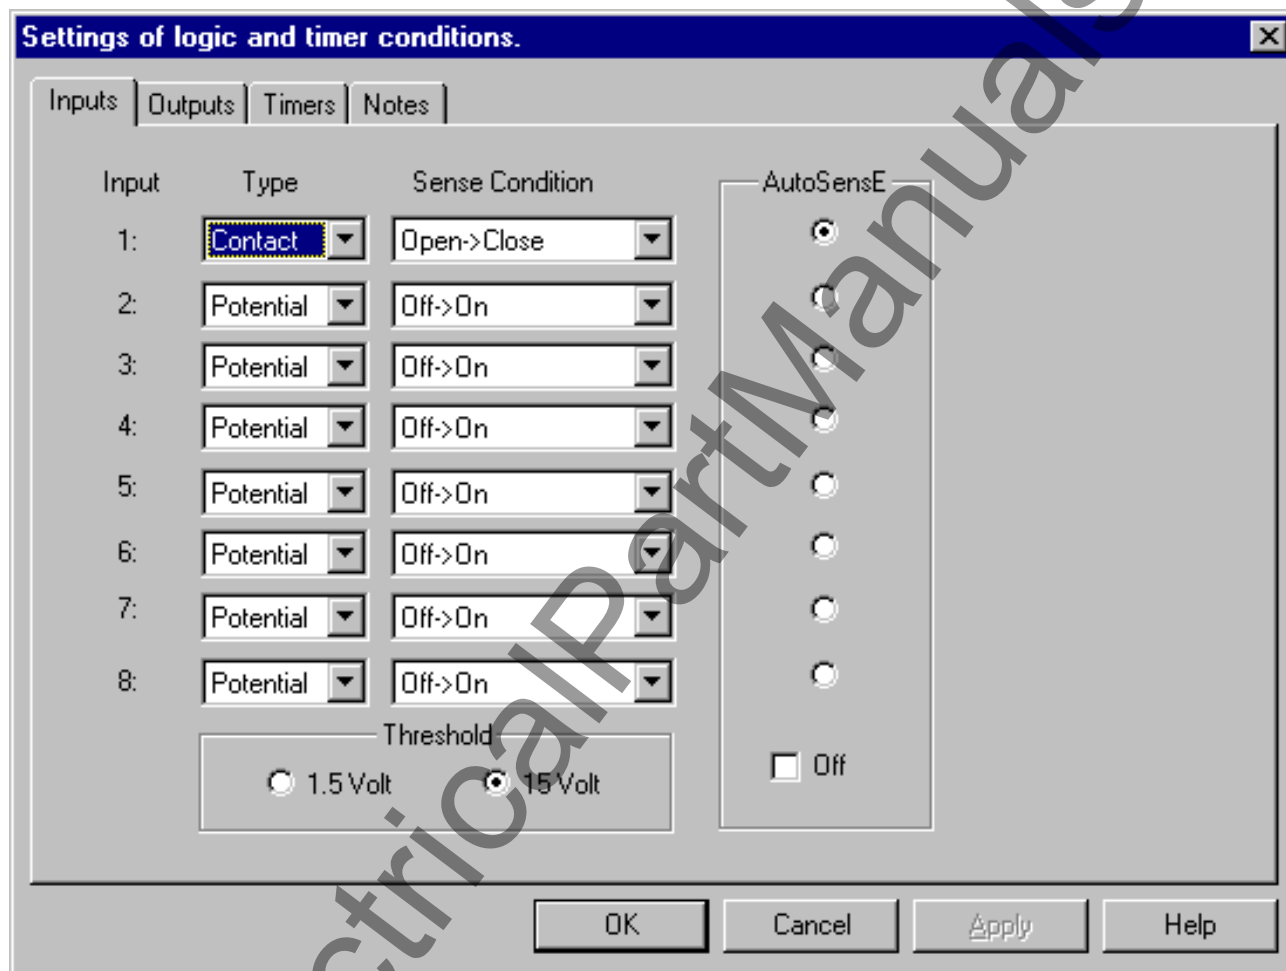 Settings of logic and timer conditions.
Inputs Outputs Timers Notes
Input Type Sense Condition AutoSensE
1: Contact Open->Close
2: Potential Off->On
3: Potential Off->On
4: Potential Off->On
5: Potential Off->On
6: Potential Off->On
7: Potential Off->On
8: Potential Off->On
Threshold
1.5 Volt 15 Volt Off
OK Cancel Apply Help
ctricalPartManuals